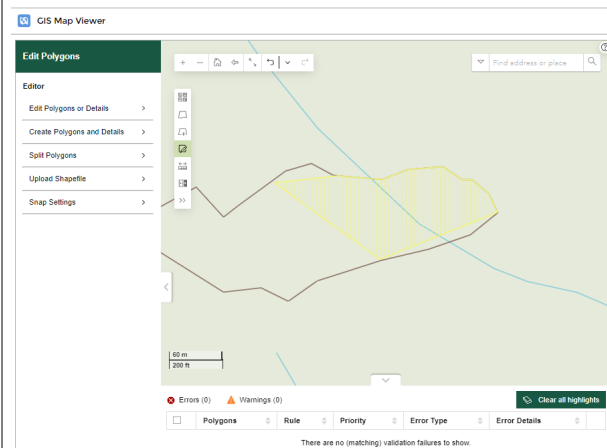 GIS Map Viewer
Edit Polygons
Find address or place
Editor
Edit Polygons or Details
Create Polygons and Details
Split Polygons
Upload Shapefile
Snap Settings
60 m
200 ft
Errors (0) Warnings (0) Clear all highlights
Polygons Rule Priority Error Type Error Details
There are no (matching) validation failures to show.